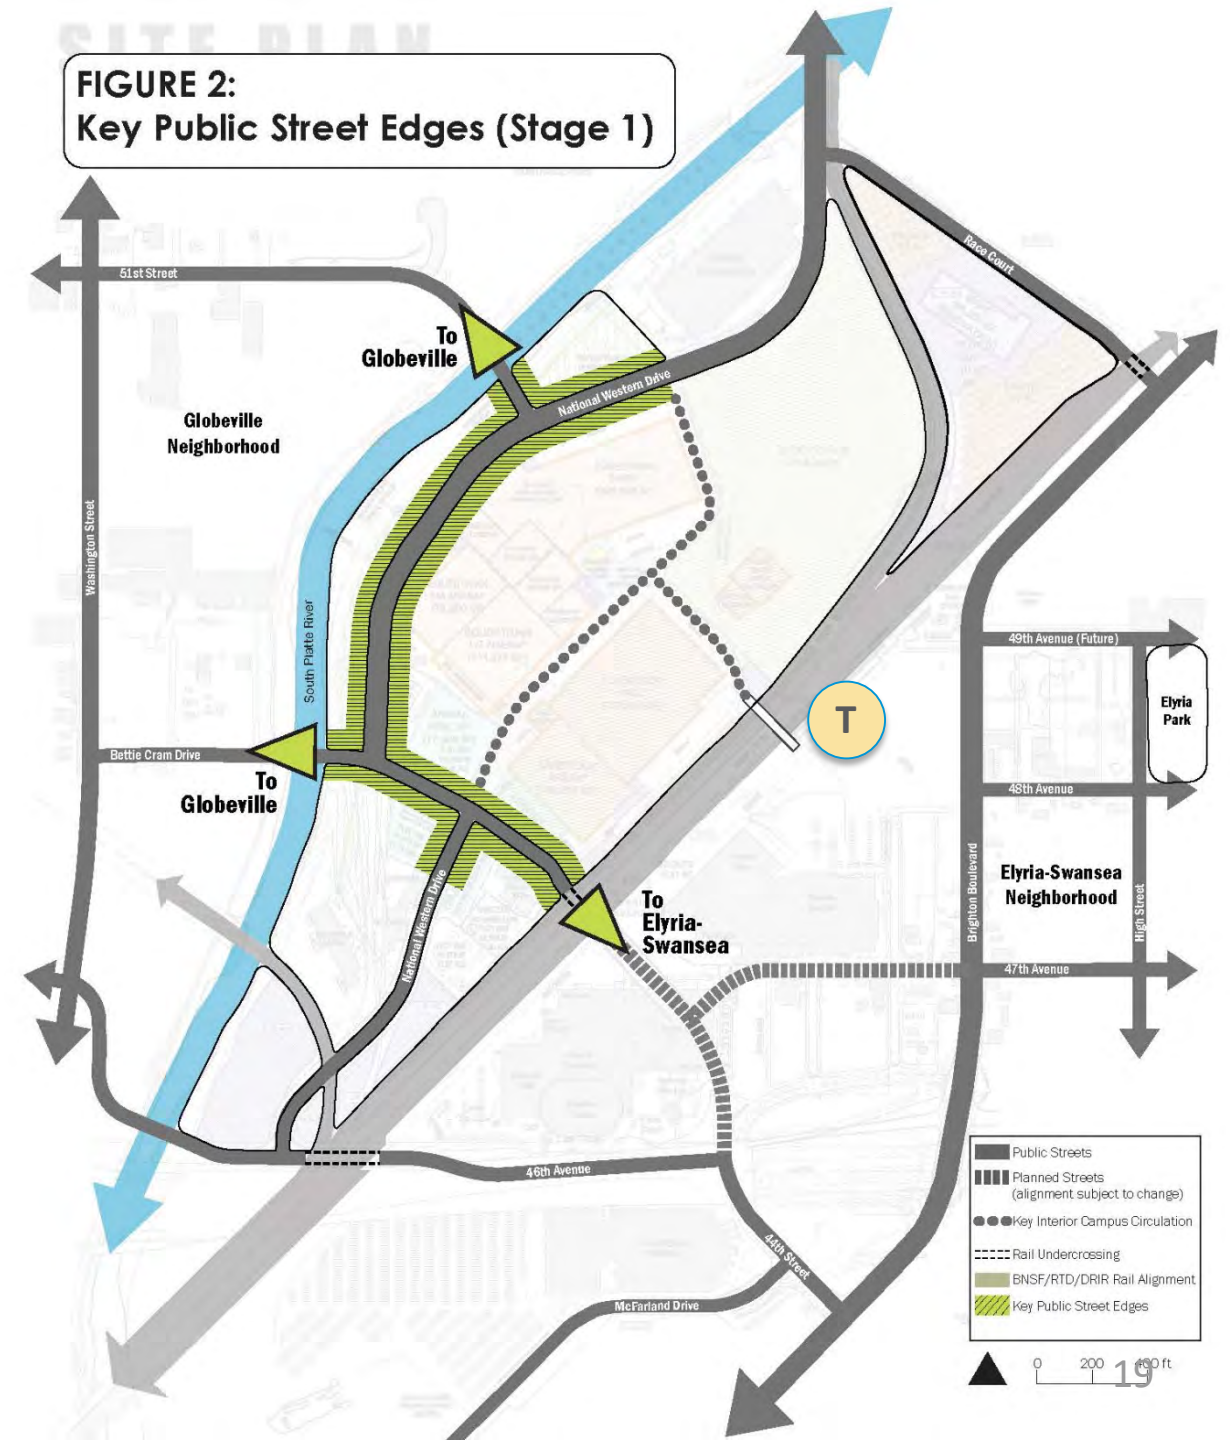 SITE PLAN
FIGURE 2:
Key Public Street Edges (Stage 1)
51st Street
Race Court
To
Globeville
National Western Drive
Globeville
Neighborhood
Washington Street
South Platte River
49th Avenue (Future)
Elyria
Park
T
Bettie Cram Drive
To
Globeville
48th Avenue
Brighton Boulevard
Elyria-Swansea
Neighborhood
High Street
National Western Drive
To
Elyria-
Swansea
47th Avenue
46th Avenue
44th Street
McFarland Drive
Public Streets
Planned Streets
(alignment subject to change)
Key Interior Campus Circulation
Rail Undercrossing
BNSF/RTD/DRIR Rail Alignment
Key Public Street Edges
0 200 400 ft
19